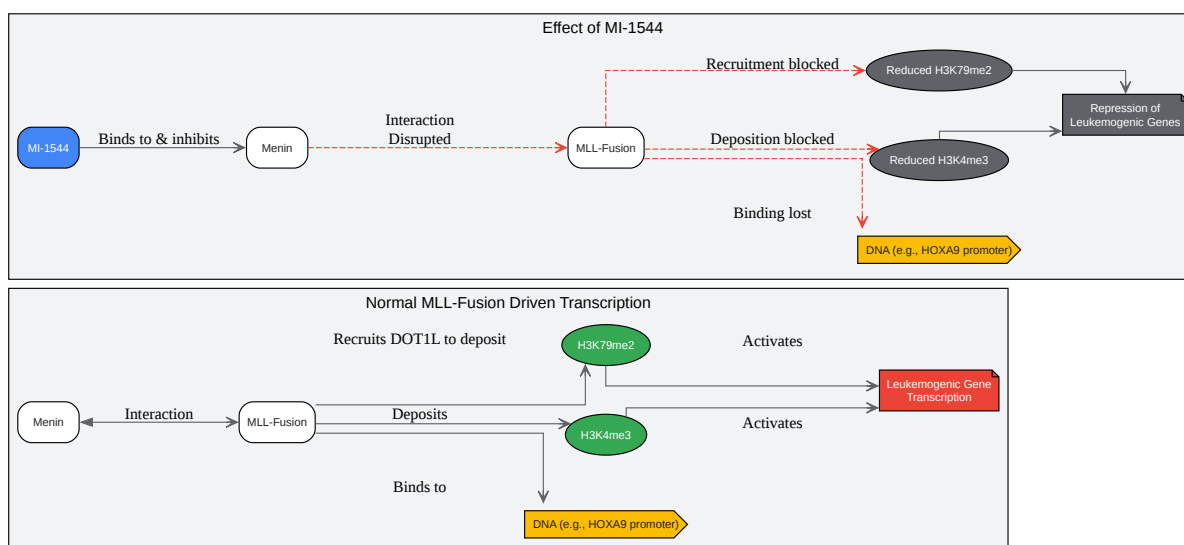 Effect of MI-1544
Recruitment blocked
Reduced H3K79me2
Repression of
Leukemogenic Genes
MI-1544
Binds to & inhibits
Menin
Interaction
Disrupted
MLL-Fusion
Deposition blocked
Reduced H3K4me3
Binding lost
DNA (e.g., HOXA9 promoter)
Normal MLL-Fusion Driven Transcription
Recruits DOT1L to deposit
H3K79me2
Activates
Leukemogenic Gene
Transcription
Menin
Interaction
MLL-Fusion
Deposits
H3K4me3
Activates
Binds to
DNA (e.g., HOXA9 promoter)